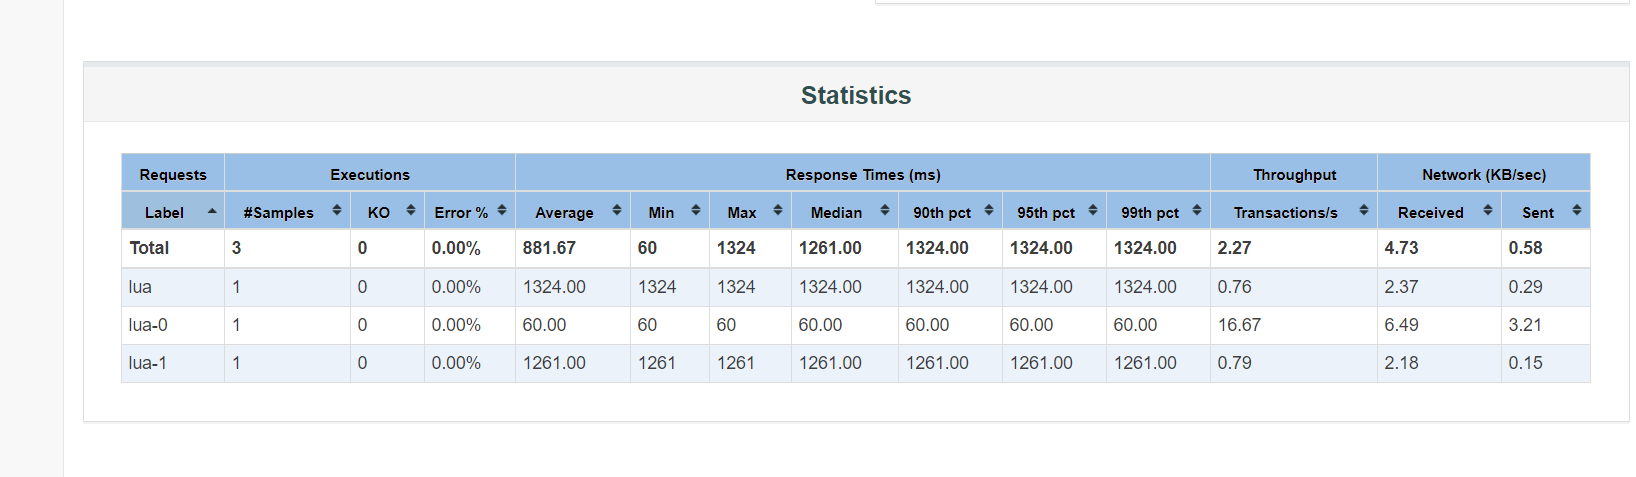 Statistics
Requests Executions Response Times (ms) Throughput Network (KB/sec)
Label #Samples KO Error % Average Min Max Median 90th pct 95th pct 99th pct Transactions/s Received Sent
Total 3 0 0.00% 881.67 60 1324 1261.00 1324.00 1324.00 1324.00 2.27 4.73 0.58
lua 1 0 0.00% 1324.00 1324 1324 1324.00 1324.00 1324.00 1324.00 0.76 2.37 0.29
lua-0 1 0 0.00% 60.00 60 60 60.00 60.00 60.00 60.00 16.67 6.49 3.21
lua-1 1 0 0.00% 1261.00 1261 1261 1261.00 1261.00 1261.00 1261.00 0.79 2.18 0.15